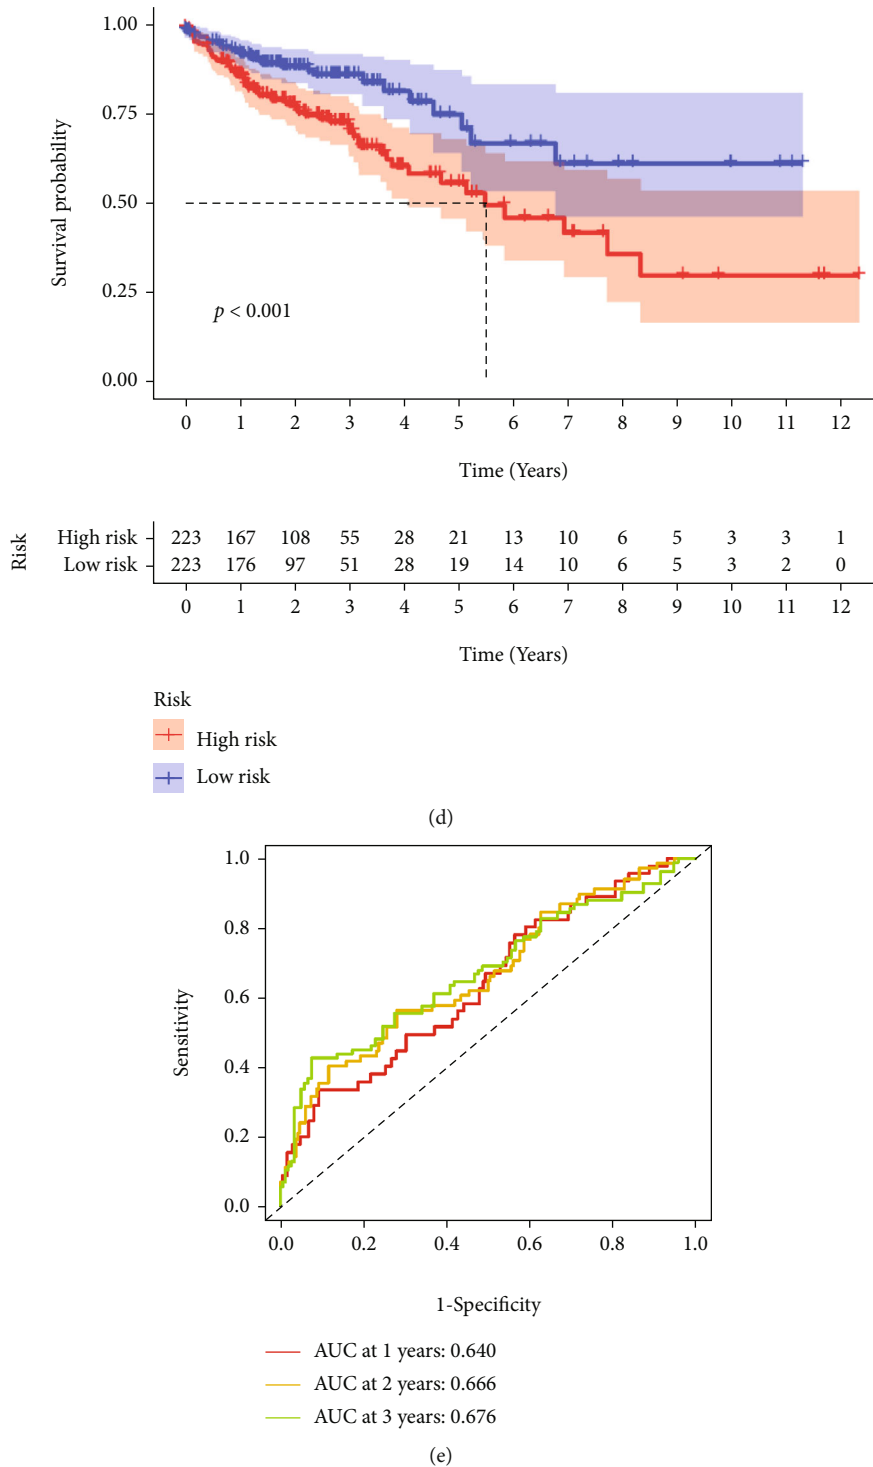 1.00
0.75
0.50
0.25
0.00
Survival probability
p < 0.001
0 1 2 3 4 5 6 7 8 9 10 11 12
Time (Years)
Risk
High risk 223 167 108 55 28 21 13 10 6 5 3 3 1
Low risk 223 176 97 51 28 19 14 10 6 5 3 2 0
0 1 2 3 4 5 6 7 8 9 10 11 12
Time (Years)
Risk
High risk
Low risk
(d)
1.0
0.8
0.6
0.4
0.2
0.0
Sensitivity
0.0 0.2 0.4 0.6 0.8 1.0
1-Specificity
AUC at 1 years: 0.640
AUC at 2 years: 0.666
AUC at 3 years: 0.676
(e)